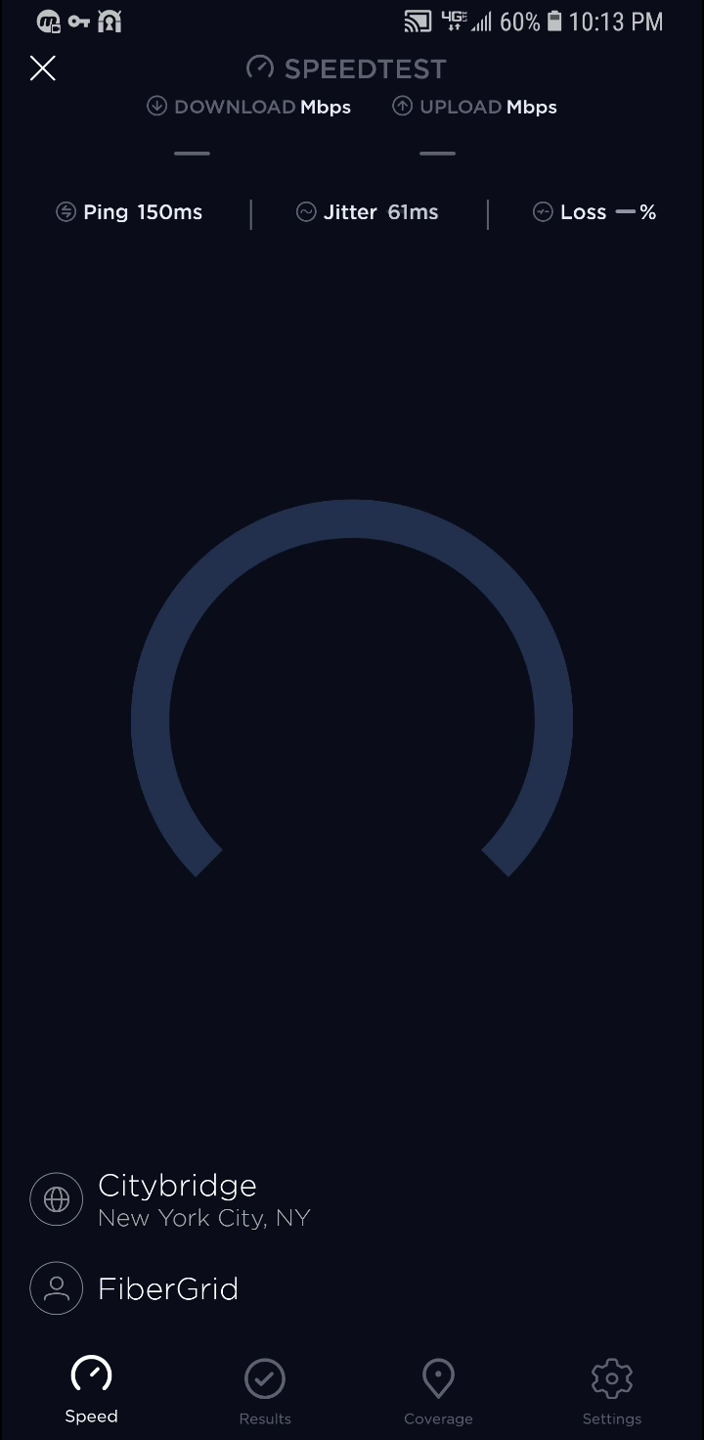 4GE 60% 10:13 PM
SPEEDTEST
DOWNLOAD Mbps UPLOAD Mbps
— —
Ping 150ms | Jitter 61ms | Loss — %
Citybridge
New York City, NY
FiberGrid
Speed Results Coverage Settings